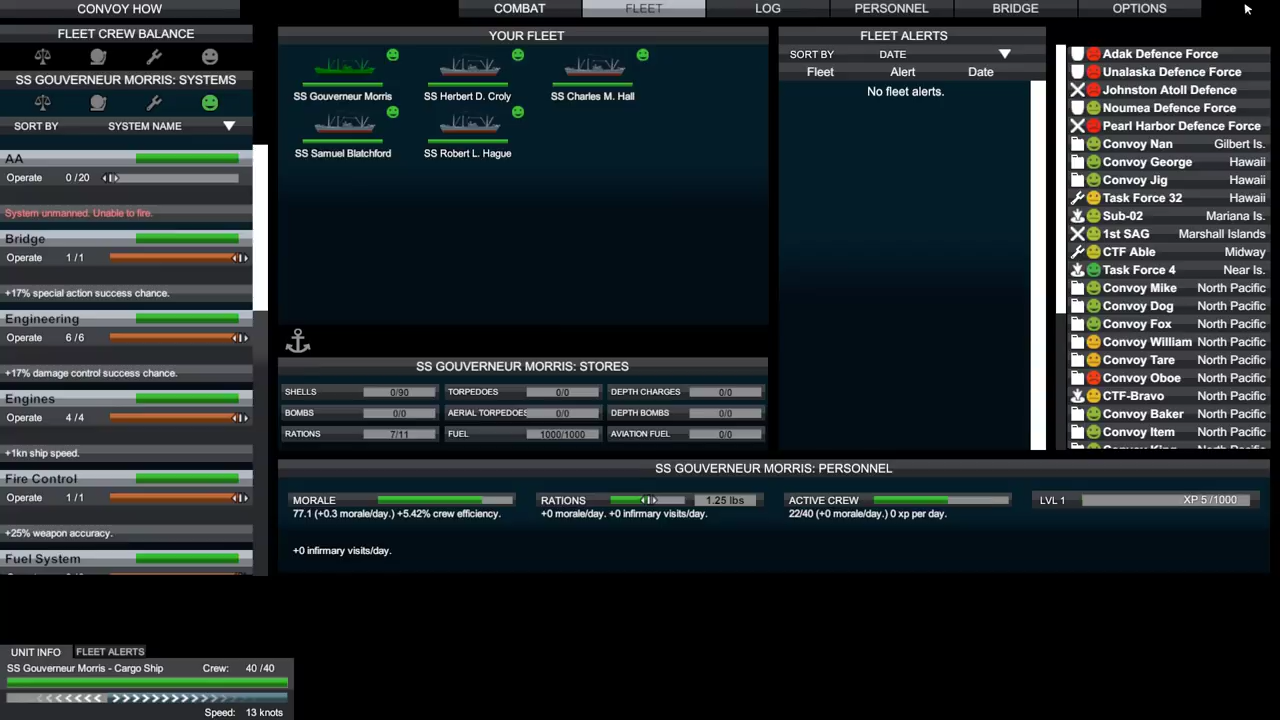 CONVOY HOW
COMBAT
FLEET
LOG
PERSONNEL
BRIDGE
OPTIONS
FLEET CREW BALANCE
SS GOUVERNEUR MORRIS: SYSTEMS
SORT BY SYSTEM NAME
AA
Operate 0/20
System unmanned. Unable to fire.
Bridge
Operate 1/1
+17% special action success chance.
Engineering
Operate 6/6
+17% damage control success chance.
Engines
Operate 4/4
+1kn ship speed.
Fire Control
Operate 1/1
+25% weapon accuracy.
Fuel System
YOUR FLEET
SS Gouverneur Morris
SS Herbert D. Croly
SS Charles M. Hall
SS Samuel Blatchford
SS Robert L. Hague
SS GOUVERNEUR MORRIS: STORES
SHELLS 0/90 TORPEDOES 0/0 DEPTH CHARGES 0/0
BOMBS 0/0 AERIAL TORPEDOES 0/0 DEPTH BOMBS 0/0
RATIONS 7/11 FUEL 1000/1000 AVIATION FUEL 0/0
FLEET ALERTS
SORT BY DATE
Fleet Alert Date
No fleet alerts.
Adak Defence Force
Unalaska Defence Force
Johnston Atoll Defence
Noumea Defence Force
Pearl Harbor Defence Force
Convoy Nan Gilbert Is.
Convoy George Hawaii
Convoy Jig Hawaii
Task Force 32 Hawaii
Sub-02 Mariana Is.
1st SAG Marshall Islands
CTF Able Midway
Task Force 4 Near Is.
Convoy Mike North Pacific
Convoy Dog North Pacific
Convoy Fox North Pacific
Convoy William North Pacific
Convoy Tare North Pacific
Convoy Oboe North Pacific
CTF-Bravo North Pacific
Convoy Baker North Pacific
Convoy Item North Pacific
SS GOUVERNEUR MORRIS: PERSONNEL
MORALE
77.1 (+0.3 morale/day.) +5.42% crew efficiency.
+0 infirmary visits/day.
RATIONS 1.25 lbs
+0 morale/day. +0 infirmary visits/day.
ACTIVE CREW
22/40 (+0 morale/day.) 0 xp per day.
LVL 1 XP 5/1000
UNIT INFO FLEET ALERTS
SS Gouverneur Morris - Cargo Ship Crew: 40/40
Speed: 13 knots